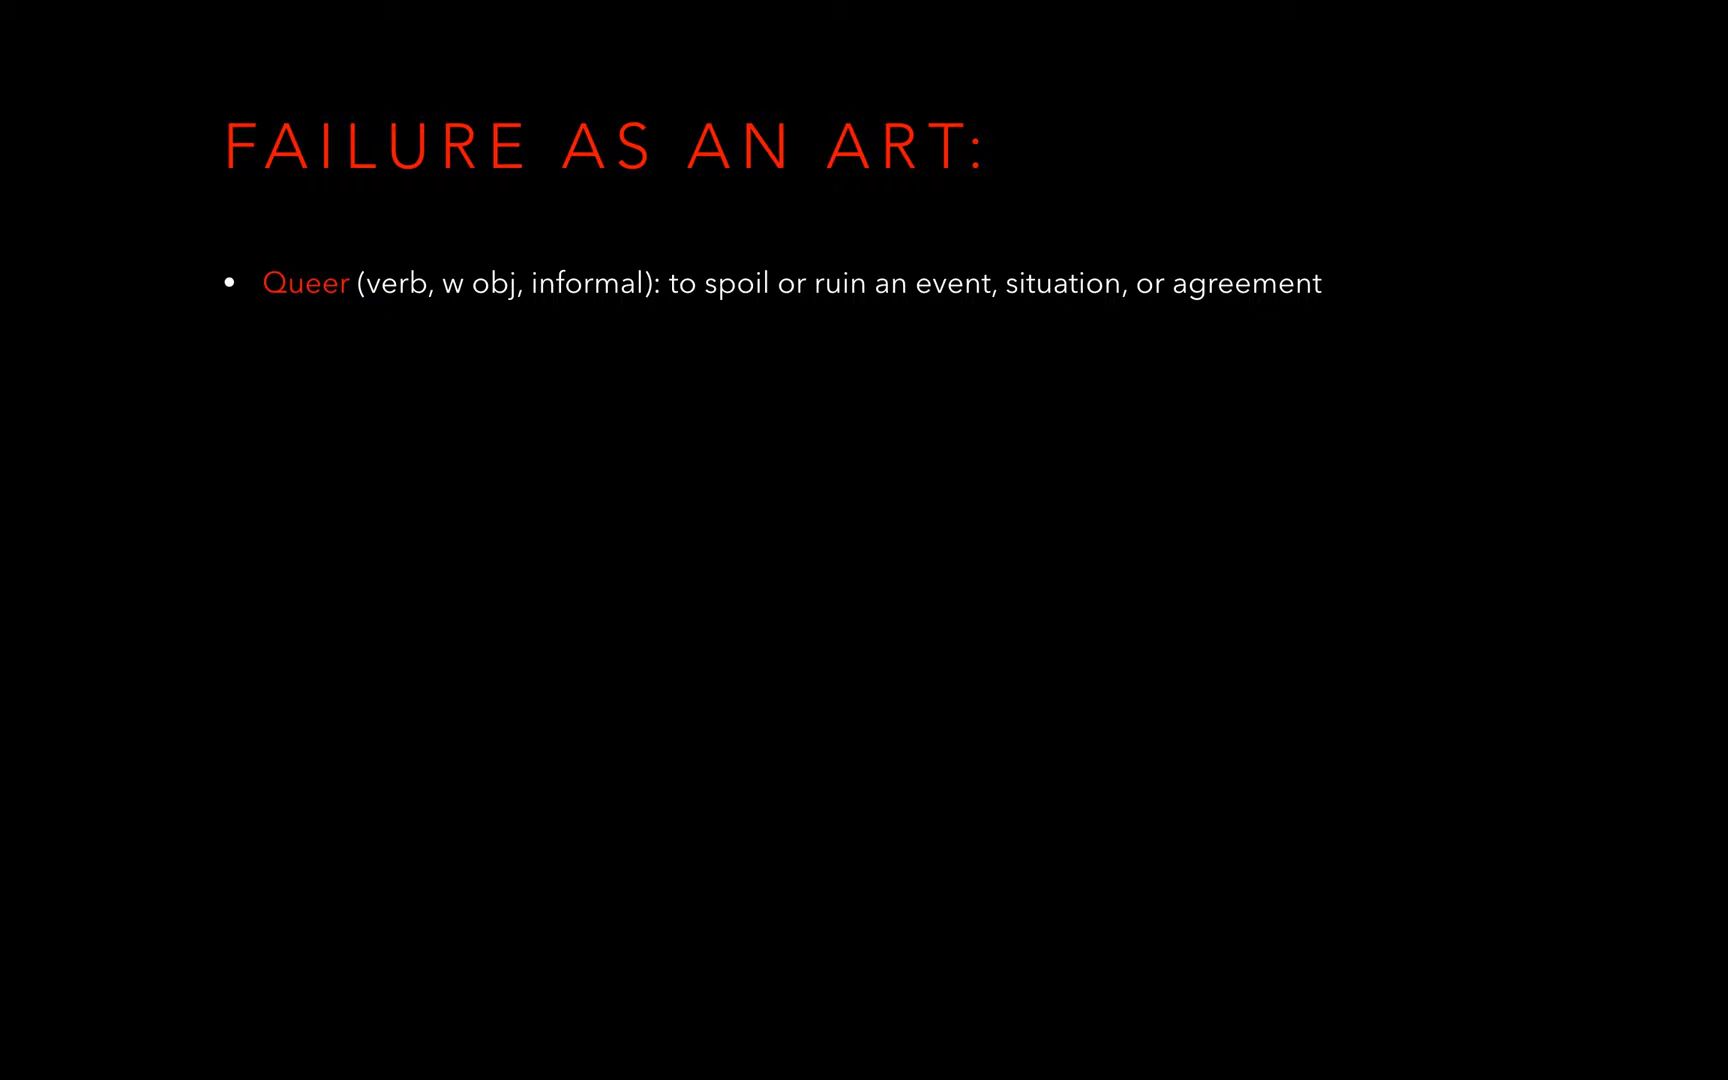 FAILURE AS AN ART:
• Queer (verb, w obj, informal): to spoil or ruin an event, situation, or agreement